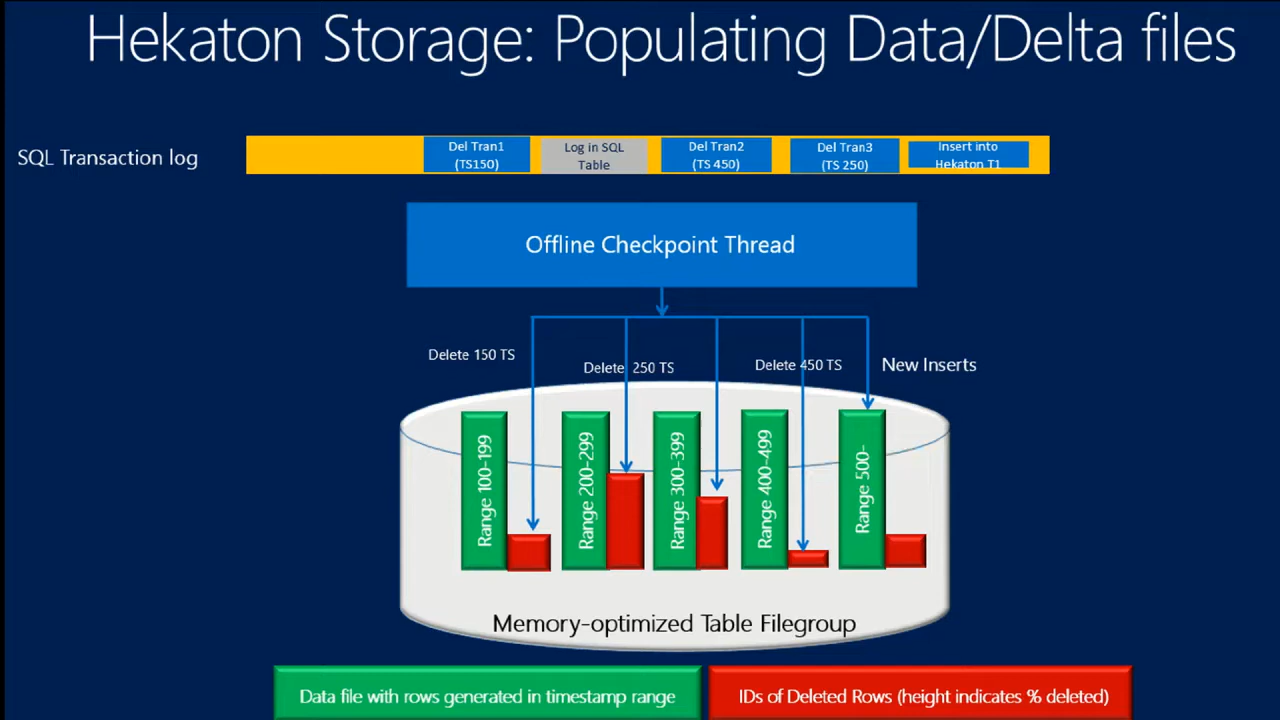 Hekaton Storage: Populating Data/Delta files
SQL Transaction log
Del Tran1
(TS150)
Log in SQL
Table
Del Tran2
(TS 450)
Del Tran3
(TS 250)
Insert into
Hekaton T1
Offline Checkpoint Thread
Delete 150 TS
Delete 250 TS
Delete 450 TS
New Inserts
Range 100-199
Range 200-299
Range 300-399
Range 400-499
Range 500-
Memory-optimized Table Filegroup
Data file with rows generated in timestamp range
IDs of Deleted Rows (height indicates % deleted)